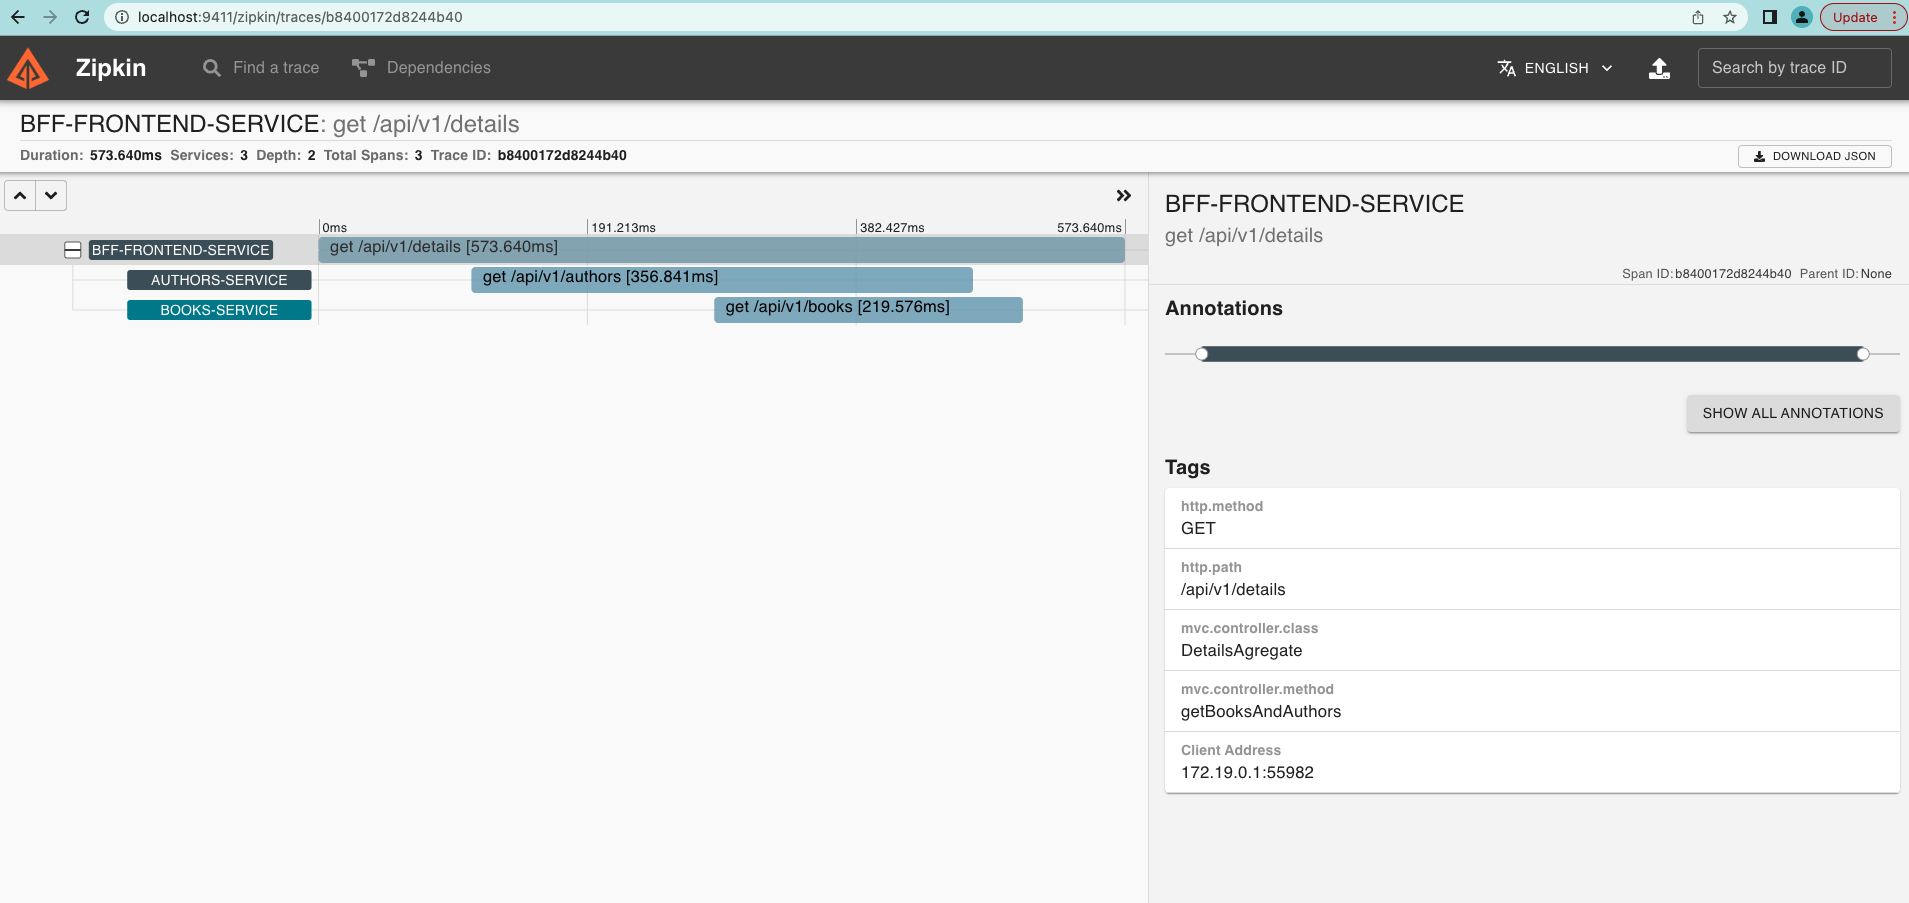 localhost:9411/zipkin/traces/b8400172d8244b40
Update
Zipkin
Find a trace
Dependencies
ENGLISH
Search by trace ID
BFF-FRONTEND-SERVICE: get /api/v1/details
Duration: 573.640ms Services: 3 Depth: 2 Total Spans: 3 Trace ID: b8400172d8244b40
DOWNLOAD JSON
0ms 191.213ms 382.427ms 573.640ms
BFF-FRONTEND-SERVICE get /api/v1/details [573.640ms]
AUTHORS-SERVICE get /api/v1/authors [356.841ms]
BOOKS-SERVICE get /api/v1/books [219.576ms]
BFF-FRONTEND-SERVICE
get /api/v1/details
Span ID: b8400172d8244b40 Parent ID: None
Annotations
SHOW ALL ANNOTATIONS
Tags
http.method
GET
http.path
/api/v1/details
mvc.controller.class
DetailsAgregate
mvc.controller.method
getBooksAndAuthors
Client Address
172.19.0.1:55982